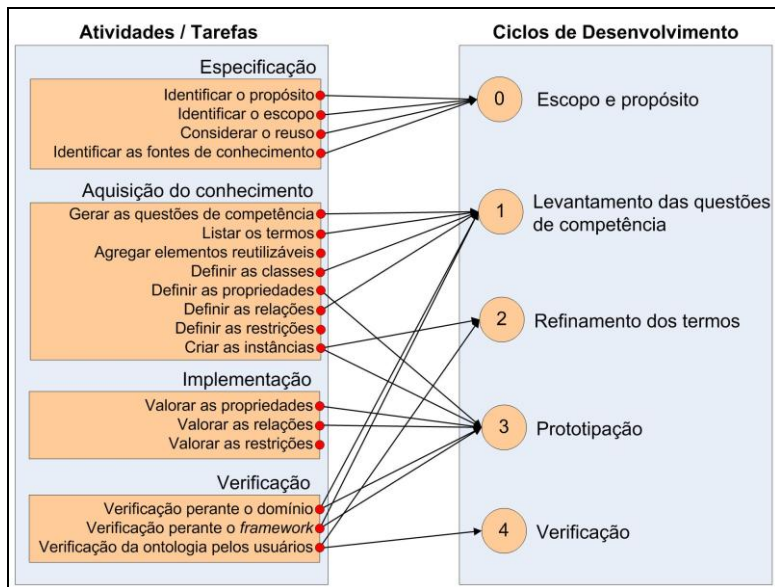 Atividades / Tarefas
Especificação
Identificar o propósito
Identificar o escopo
Considerar o reuso
Identificar as fontes de conhecimento
Aquisição do conhecimento
Gerar as questões de competência
Listar os termos
Agregar elementos reutilizáveis
Definir as classes
Definir as propriedades
Definir as relações
Definir as restrições
Criar as instâncias
Implementação
Valorar as propriedades
Valorar as relações
Valorar as restrições
Verificação
Verificação perante o domínio
Verificação perante o framework
Verificação da ontologia pelos usuários
Ciclos de Desenvolvimento
0 Escopo e propósito
1 Levantamento das questões
de competência
2 Refinamento dos termos
3 Prototipação
4 Verificação